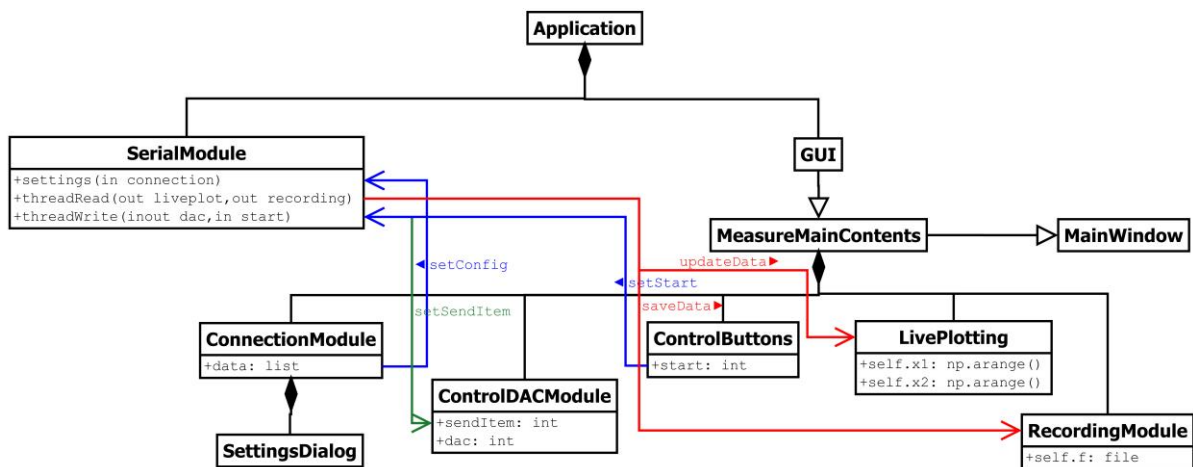 Application
SerialModule
+settings(in connection)
+threadRead(out liveplot,out recording)
+threadWrite(inout dac,in start)
GUI
MeasureMainContents
MainWindow
updateData ►
◄ setConfig
◄ setStart
setSendItem
saveData ►
ConnectionModule
+data: list
ControlButtons
+start: int
LivePlotting
+self.x1: np.arange()
+self.x2: np.arange()
ControlDACModule
+sendItem: int
+dac: int
SettingsDialog
RecordingModule
+self.f: file